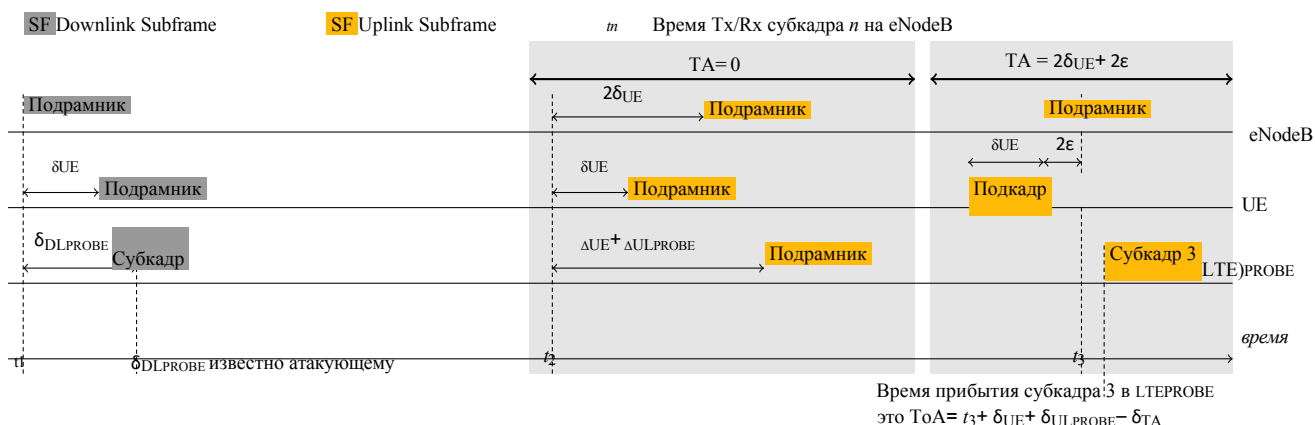 SF Downlink Subframe SF Uplink Subframe tn Время Tx/Rx субкадра n на eNodeB
TA= 0 TA = 2δUE+ 2ε
Подрамник 2δUE Подрамник Подрамник
eNodeB
δUE δUE δUE 2ε
Подрамник Подрамник Подкадр
UE
δDLPROBE ΔUE+ ΔULPROBE
Субкадр Подрамник Субкадр 3 LTE)PROBE
время
t1 δDLPROBE известно атакующему t2 t3
Время прибытия субкадра 3 в LTEPROBE
это ToA= t3+ δUE+ δULPROBE− δTA